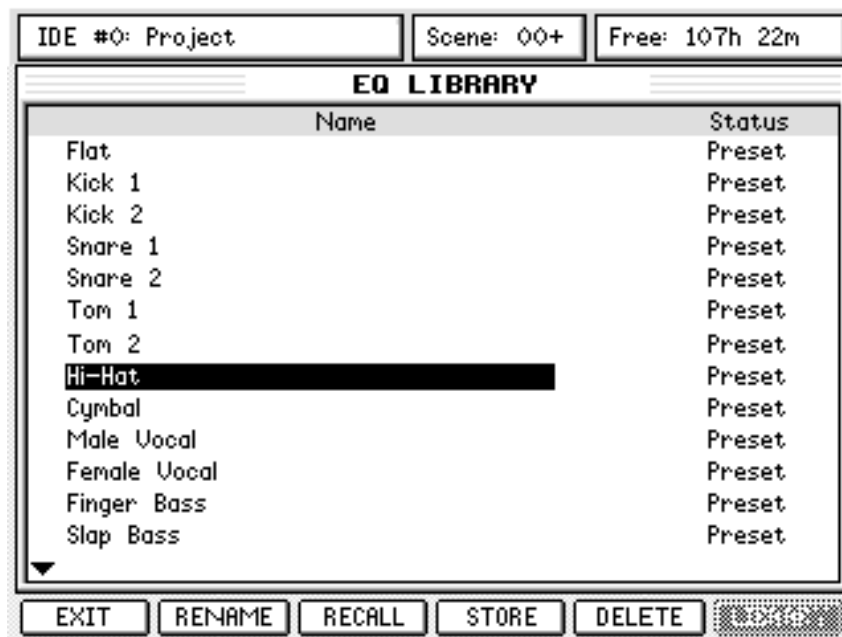 IDE #0: Project Scene: 00+ Free: 107h 22m
EQ LIBRARY
Name Status
Flat Preset
Kick 1 Preset
Kick 2 Preset
Snare 1 Preset
Snare 2 Preset
Tom 1 Preset
Tom 2 Preset
Hi-Hat Preset
Cymbal Preset
Male Vocal Preset
Female Vocal Preset
Finger Bass Preset
Slap Bass Preset
EXIT RENAME RECALL STORE DELETE